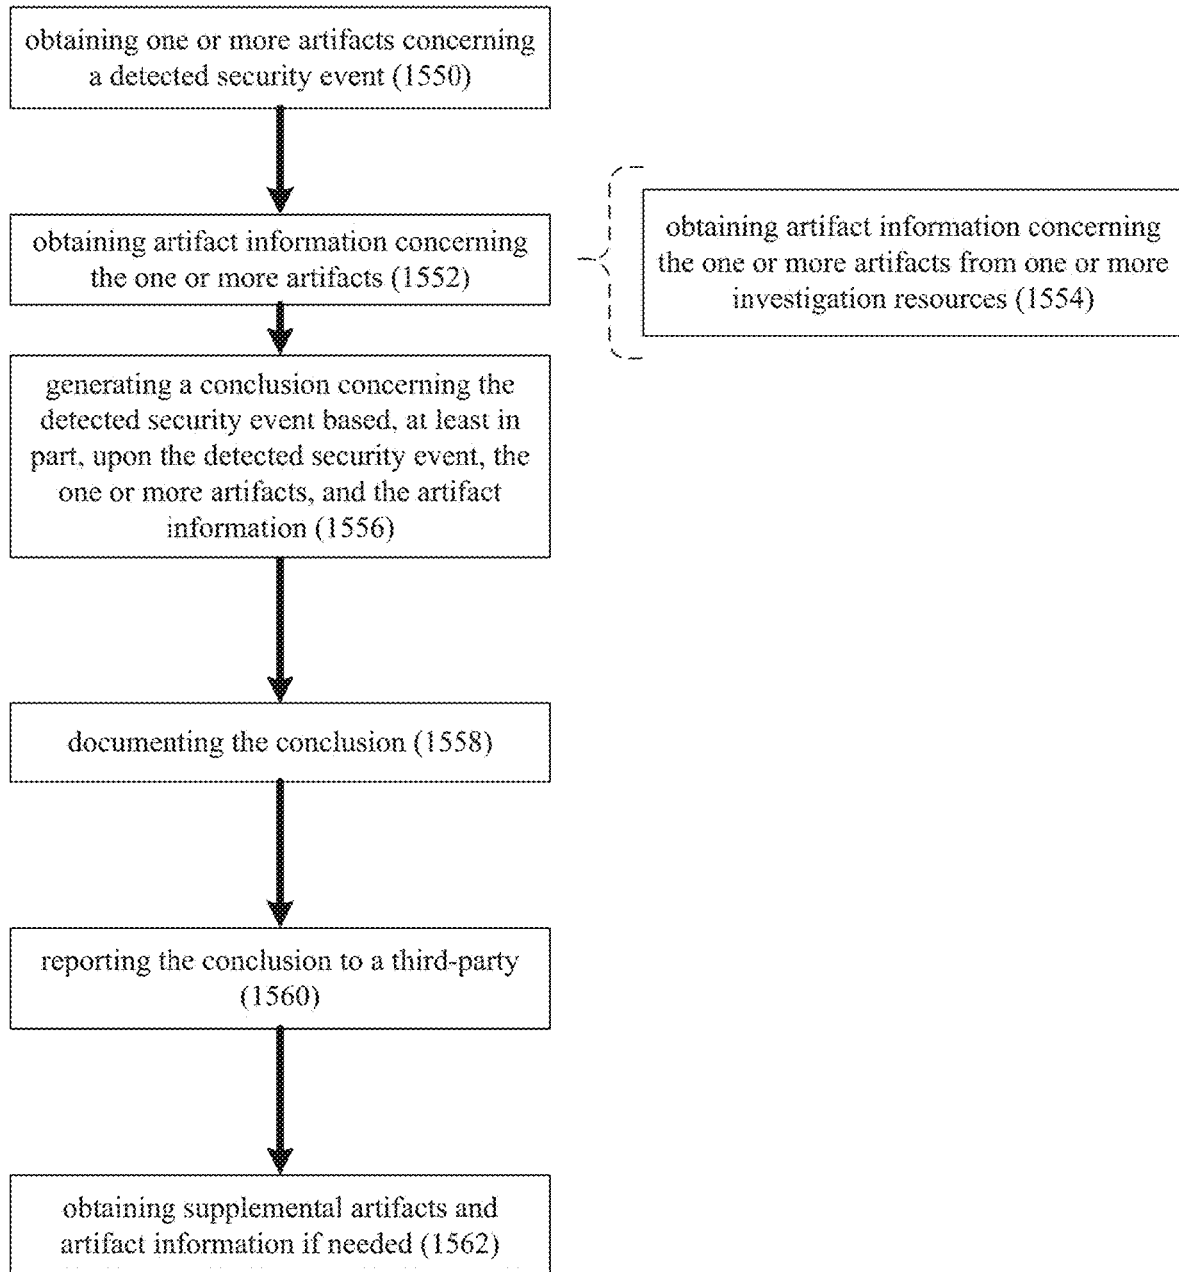 obtaining one or more artifacts concerning
a detected security event (1550)
obtaining artifact information concerning
the one or more artifacts (1552)
obtaining artifact information concerning
the one or more artifacts from one or more
investigation resources (1554)
generating a conclusion concerning the
detected security event based, at least in
part, upon the detected security event, the
one or more artifacts, and the artifact
information (1556)
documenting the conclusion (1558)
reporting the conclusion to a third-party
(1560)
obtaining supplemental artifacts and
artifact information if needed (1562)